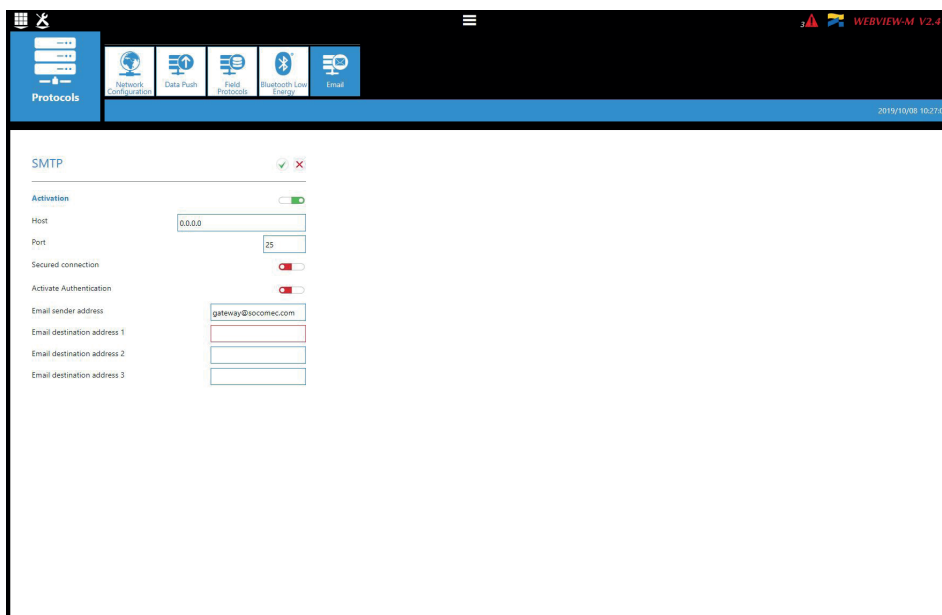 3
WEBVIEW-M V2.4
Protocols
Network
Configuration
Data Push
Field
Protocols
Bluetooth Low
Energy
Email
2019/10/08 10:27:0
SMTP
Activation
Host
0.0.0.0
Port
25
Secured connection
Activate Authentication
Email sender address
gateway@socomec.com
Email destination address 1
Email destination address 2
Email destination address 3